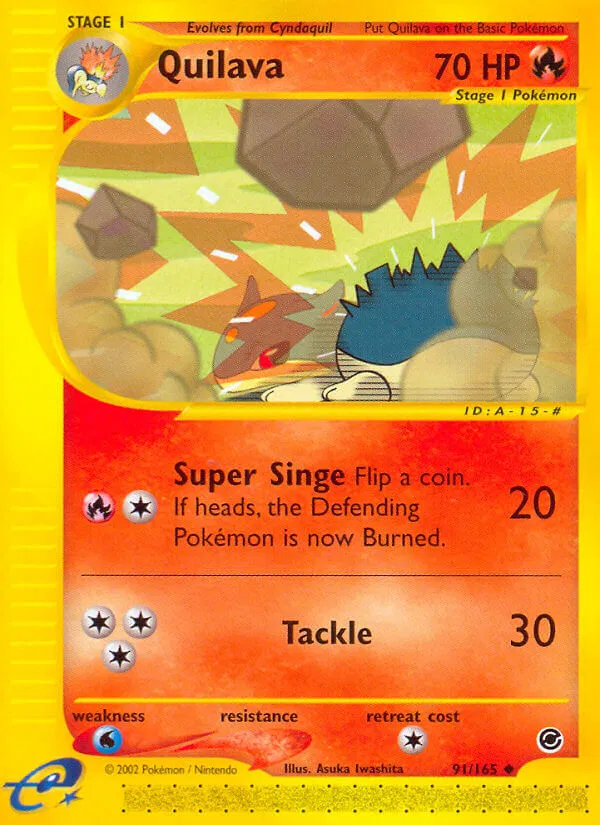 STAGE 1 Evolves from Cyndaquil Put Quilava on the Basic Pokémon
Quilava 70 HP
Stage 1 Pokémon
ID:A-15-#
Super Singe Flip a coin.
If heads, the Defending
Pokémon is now Burned.
20
Tackle 30
weakness resistance retreat cost
© 2002 Pokémon / Nintendo Illus. Asuka Iwashita 91/165
e